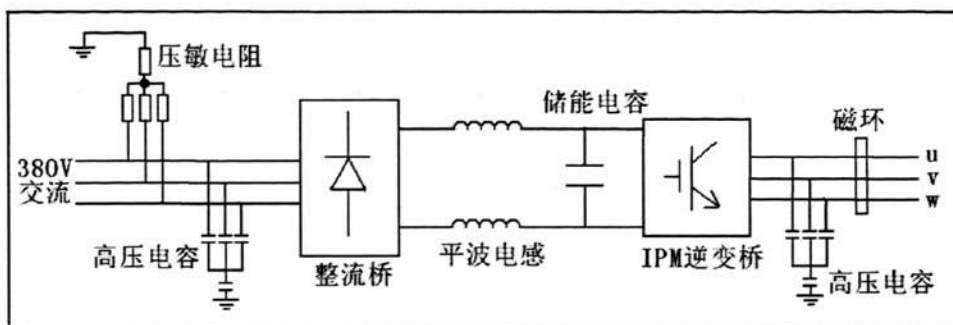 压敏电阻
储能电容
磁环
380V
交流
u
v
w
高压电容
整流桥
平波电感
IPM逆变桥
高压电容